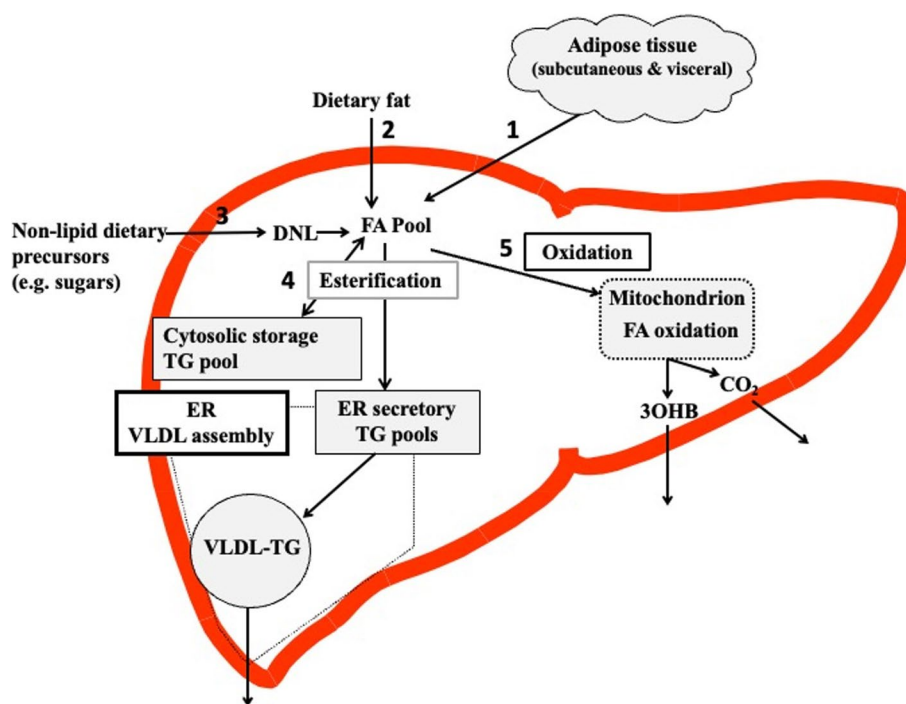 Adipose tissue
(subcutaneous & visceral)
Dietary fat
2
1
Non-lipid dietary
precursors
(e.g. sugars)
3
DNL
FA Pool
5
Oxidation
4
Esterification
Mitochondrion
FA oxidation
Cytosolic storage
TG pool
CO₂
3OHB
ER
VLDL assembly
ER secretory
TG pools
VLDL-TG